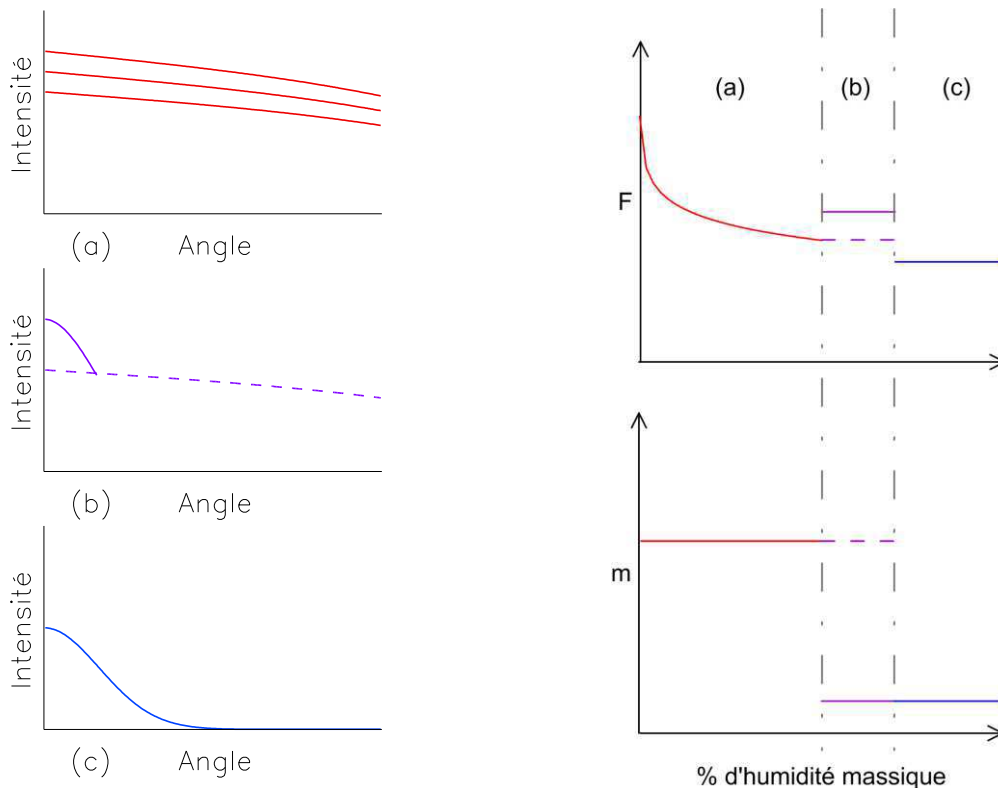 Intensité
(a) Angle
Intensité
(b) Angle
Intensité
(c) Angle
(a) (b) (c)
F
m
% d'humidité massique